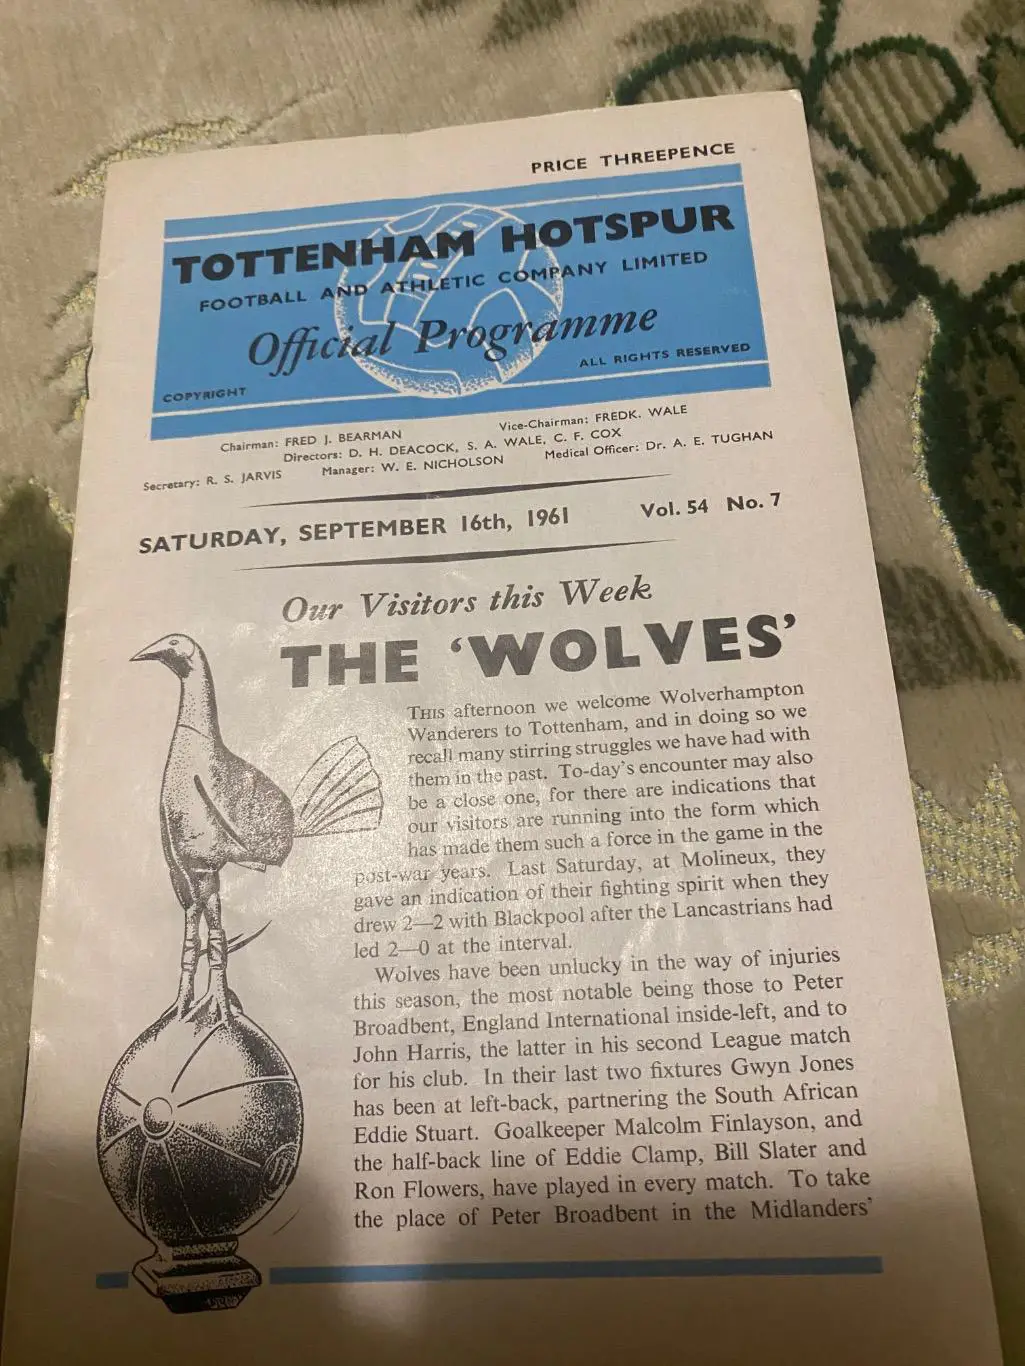 PRICE THREEPENCE
TOTTENHAM HOTSPUR
FOOTBALL AND ATHLETIC COMPANY LIMITED
Official Programme
COPYRIGHT
ALL RIGHTS RESERVED
Chairman: FRED J. BEARMAN Vice-Chairman: FREDK. WALE
Directors: D. H. DEACOCK, S. A. WALE, C. F. COX
Secretary: R. S. JARVIS Manager: W. E. NICHOLSON Medical Officer: Dr. A. E. TUGHAN
SATURDAY, SEPTEMBER 16th, 1961 Vol. 54 No. 7
Our Visitors this Week
THE ‘WOLVES’
THIS afternoon we welcome Wolverhampton
Wanderers to Tottenham, and in doing so we
recall many stirring struggles we have had with
them in the past. To-day's encounter may also
be a close one, for there are indications that
our visitors are running into the form which
has made them such a force in the game in the
post-war years. Last Saturday, at Molineux, they
gave an indication of their fighting spirit when they
drew 2—2 with Blackpool after the Lancastrians had
led 2—0 at the interval.
Wolves have been unlucky in the way of injuries
this season, the most notable being those to Peter
Broadbent, England International inside-left, and to
John Harris, the latter in his second League match
for his club. In their last two fixtures Gwyn Jones
has been at left-back, partnering the South African
Eddie Stuart. Goalkeeper Malcolm Finlayson, and
the half-back line of Eddie Clamp, Bill Slater and
Ron Flowers, have played in every match. To take
the place of Peter Broadbent in the Midlanders'